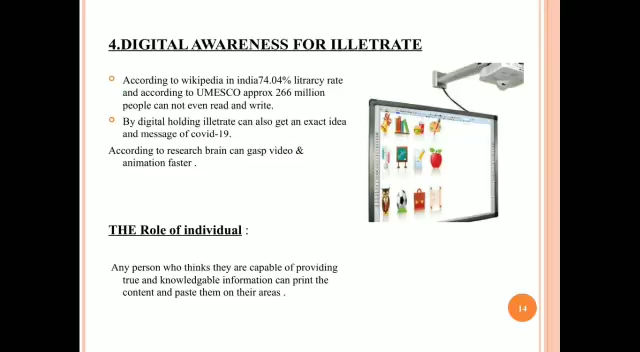 4.DIGITAL AWARENESS FOR ILLETRATE
According to wikipedia in india74.04% litrarcy rate
and according to UMESCO approx 266 million
people can not even read and write.
By digital holding illetrate can also get an exact idea
and message of covid-19.
According to research brain can gasp video &
animation faster .
THE Role of individual :
Any person who thinks they are capable of providing
true and knowledgable information can print the
content and paste them on their areas .
14